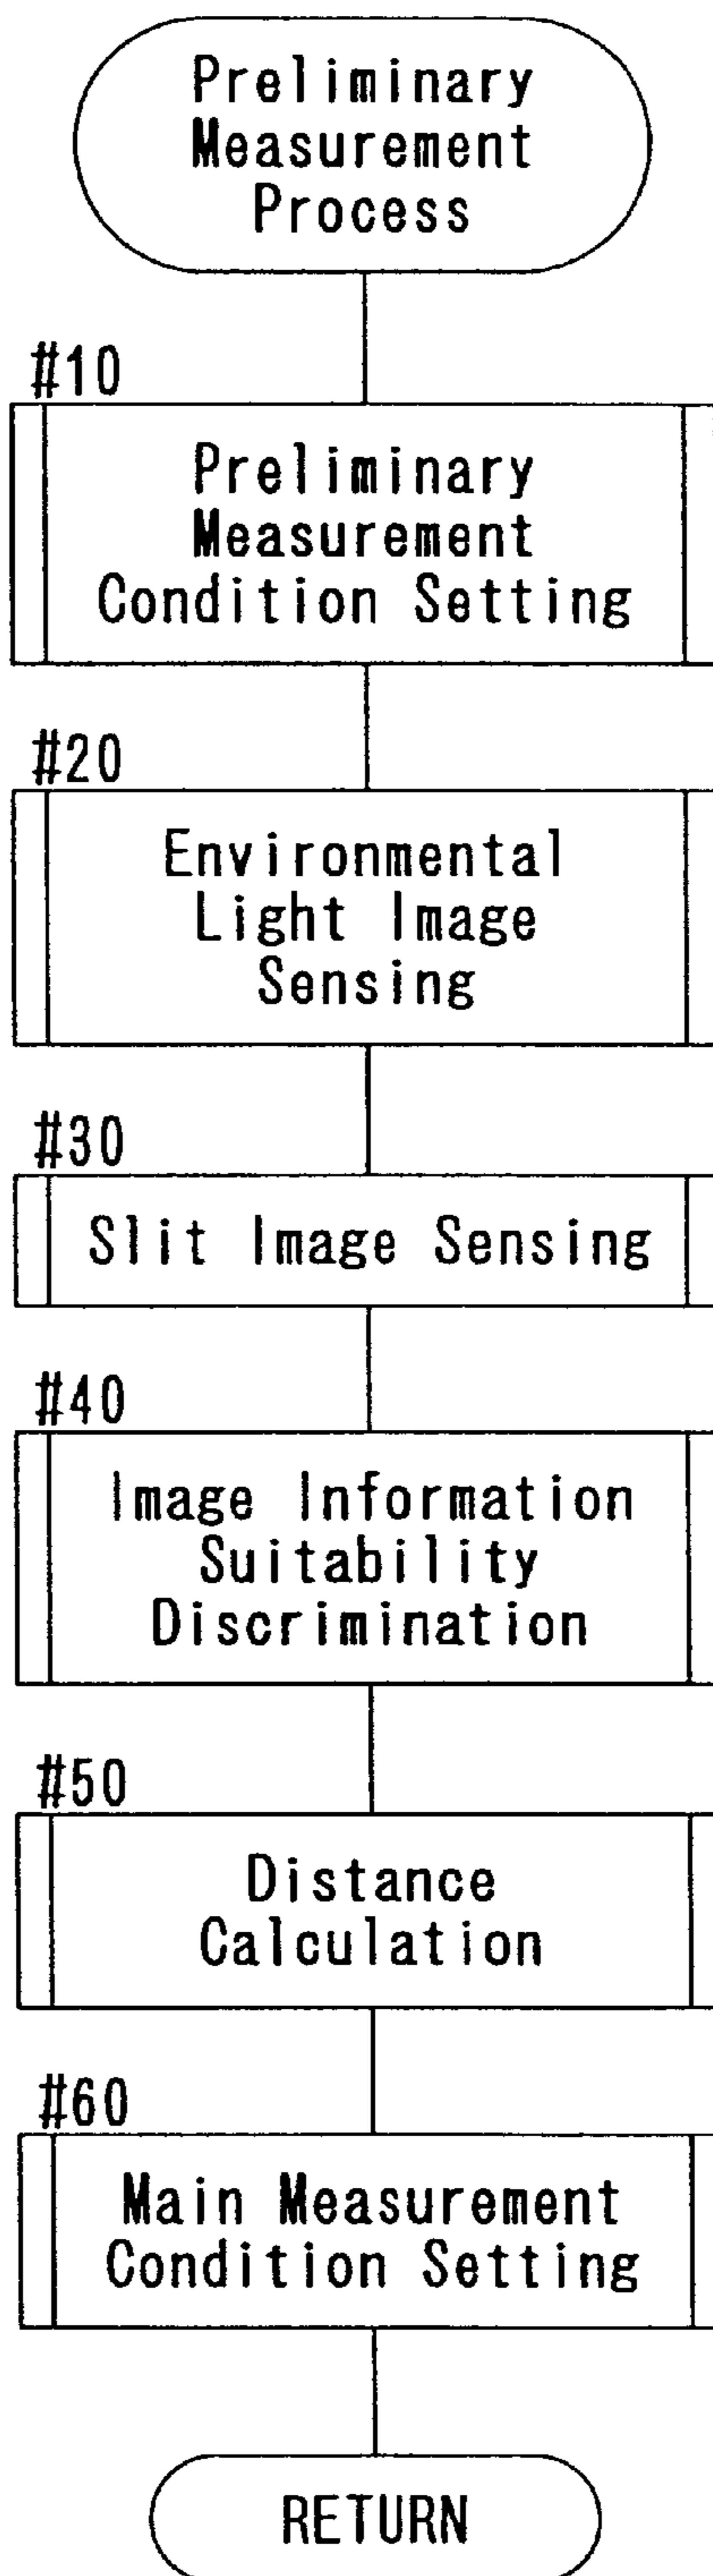 Preliminary
Measurement
Process
#10
Preliminary
Measurement
Condition Setting
#20
Environmental
Light Image
Sensing
#30
Slit Image Sensing
#40
Image Information
Suitability
Discrimination
#50
Distance
Calculation
#60
Main Measurement
Condition Setting
RETURN